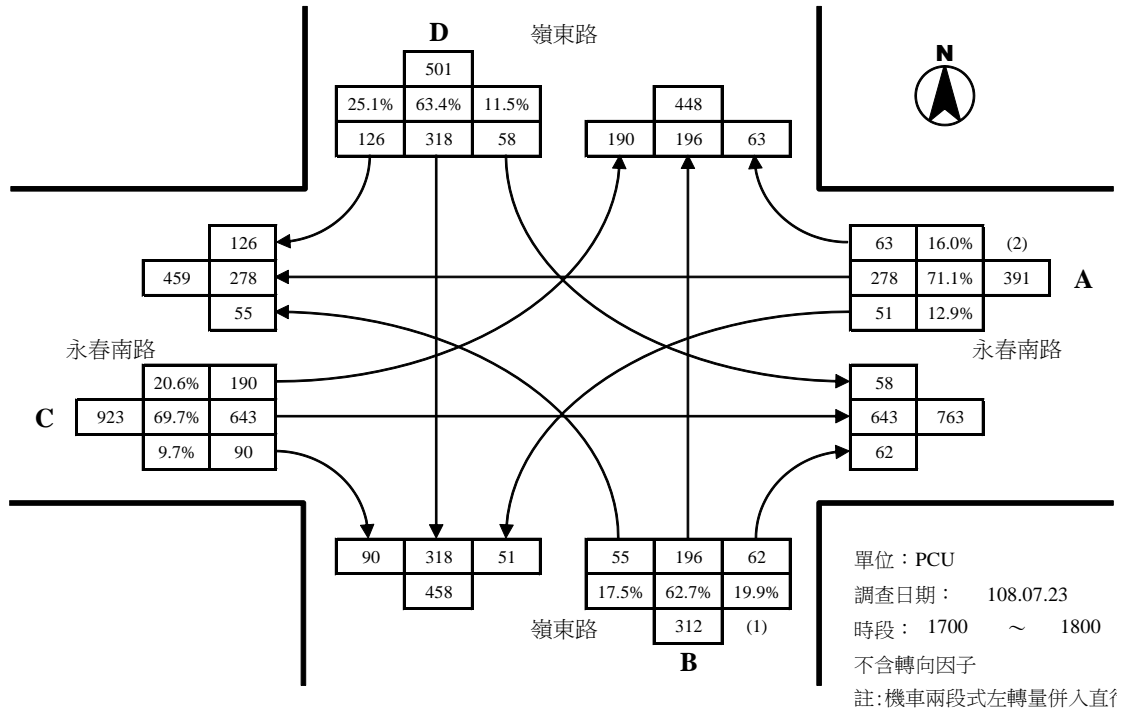 D
嶺東路
N
501
25.1% 63.4% 11.5%
126 318 58
448
190 196 63
126
459 278
55
63 16.0% (2)
278 71.1% 391
51 12.9%
A
永春南路
永春南路
C
20.6% 190
923 69.7% 643
9.7% 90
58
643 763
62
90 318 51
458
55 196 62
17.5% 62.7% 19.9%
312 (1)
嶺東路
B
單位：PCU
調查日期： 108.07.23
時段： 1700 ～ 1800
不含轉向因子
註:機車兩段式左轉量併入直